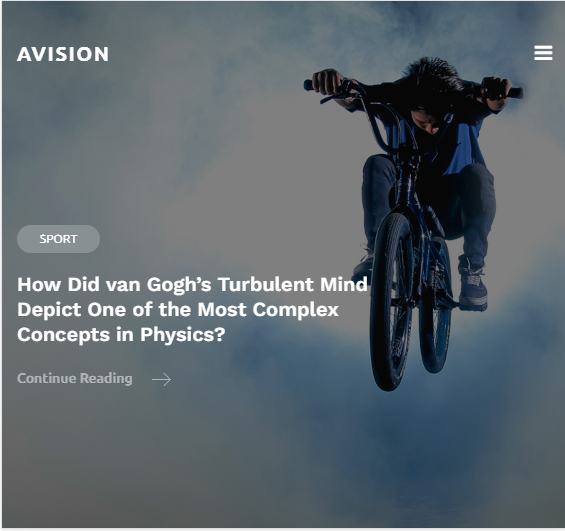 AVISION
SPORT
How Did van Gogh’s Turbulent Mind
Depict One of the Most Complex
Concepts in Physics?
Continue Reading